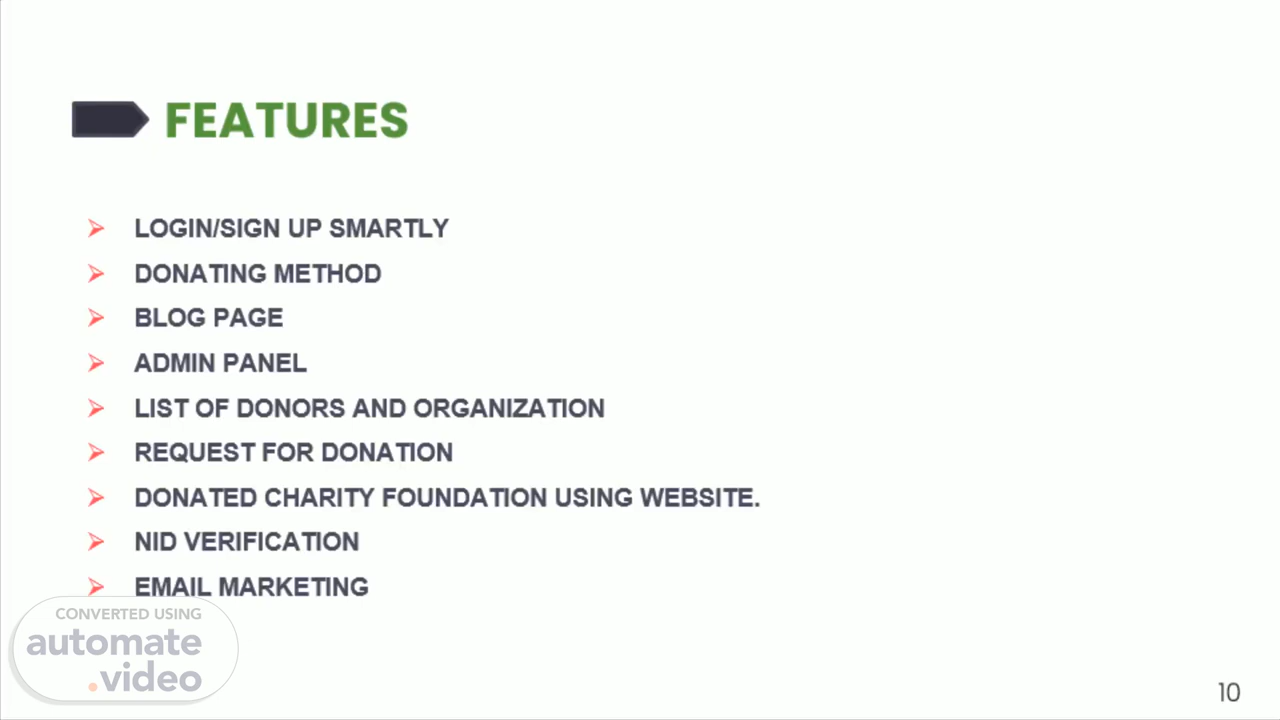 FEATURES
LOGIN/SIGN UP SMARTLY
DONATING METHOD
BLOG PAGE
ADMIN PANEL
LIST OF DONORS AND ORGANIZATION
REQUEST FOR DONATION
DONATED CHARITY FOUNDATION USING WEBSITE.
NID VERIFICATION
EMAIL MARKETING
CONVERTED USING
automate
.video
10